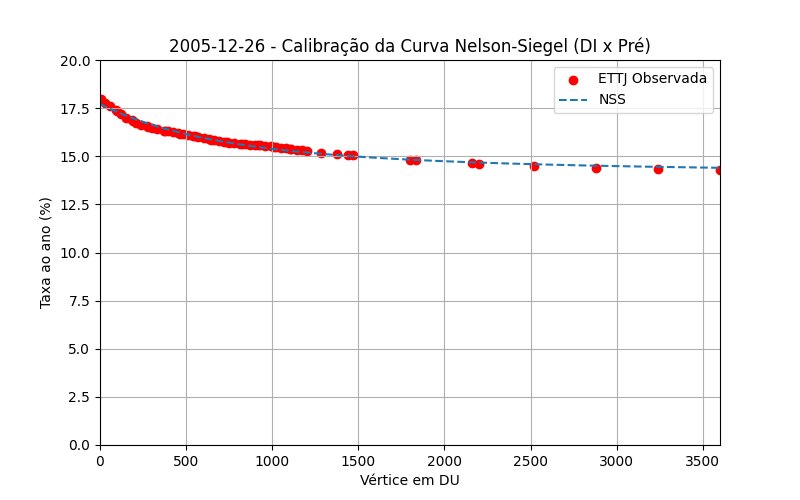 2005-12-26 - Calibração da Curva Nelson-Siegel (DI x Pré)
ETTJ Observada
NSS
Taxa ao ano (%)
20.0
17.5
15.0
12.5
10.0
7.5
5.0
2.5
0.0
0 500 1000 1500 2000 2500 3000 3500
Vértice em DU